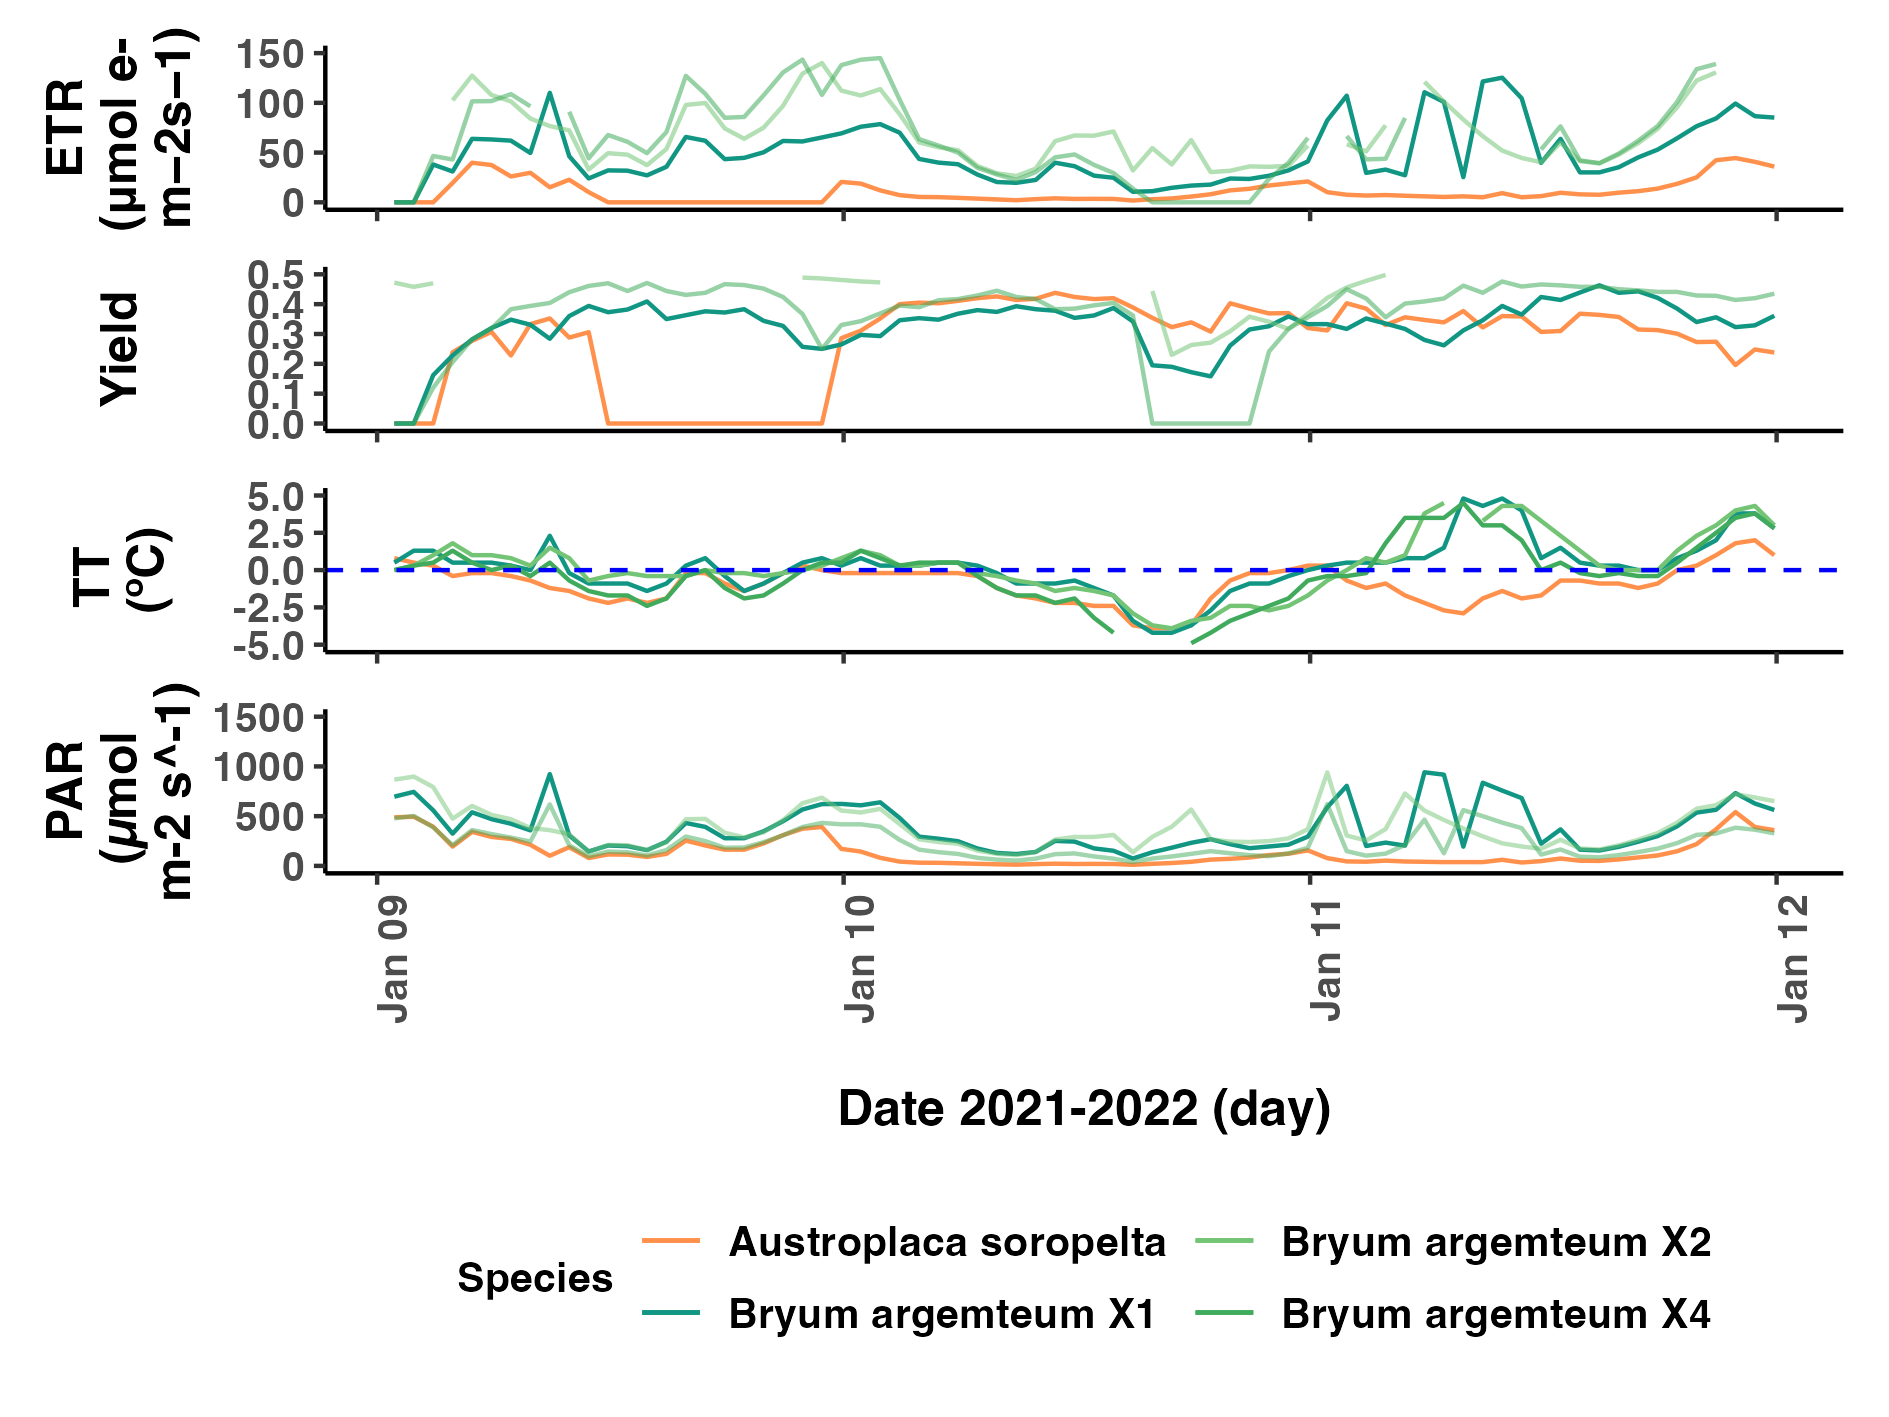 ETR
(µmol e-
m−2s−1)
150
100
50
0
Yield
0.5
0.4
0.3
0.2
0.1
0.0
TT
(ºC)
5.0
2.5
0.0
-2.5
-5.0
PAR
(µmol
m-2 s^-1)
1500
1000
500
0
Jan 09
Jan 10
Jan 11
Jan 12
Date 2021-2022 (day)
Species
Austroplaca soropelta
Bryum argemteum X2
Bryum argemteum X1
Bryum argemteum X4